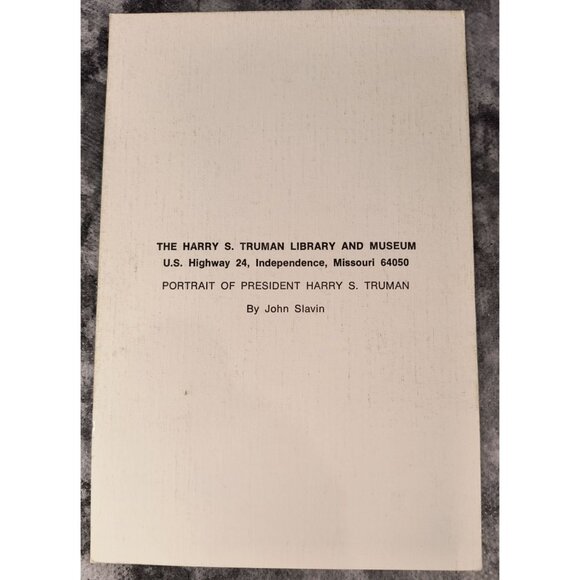 THE HARRY S. TRUMAN LIBRARY AND MUSEUM
U.S. Highway 24, Independence, Missouri 64050
PORTRAIT OF PRESIDENT HARRY S. TRUMAN
By John Slavin